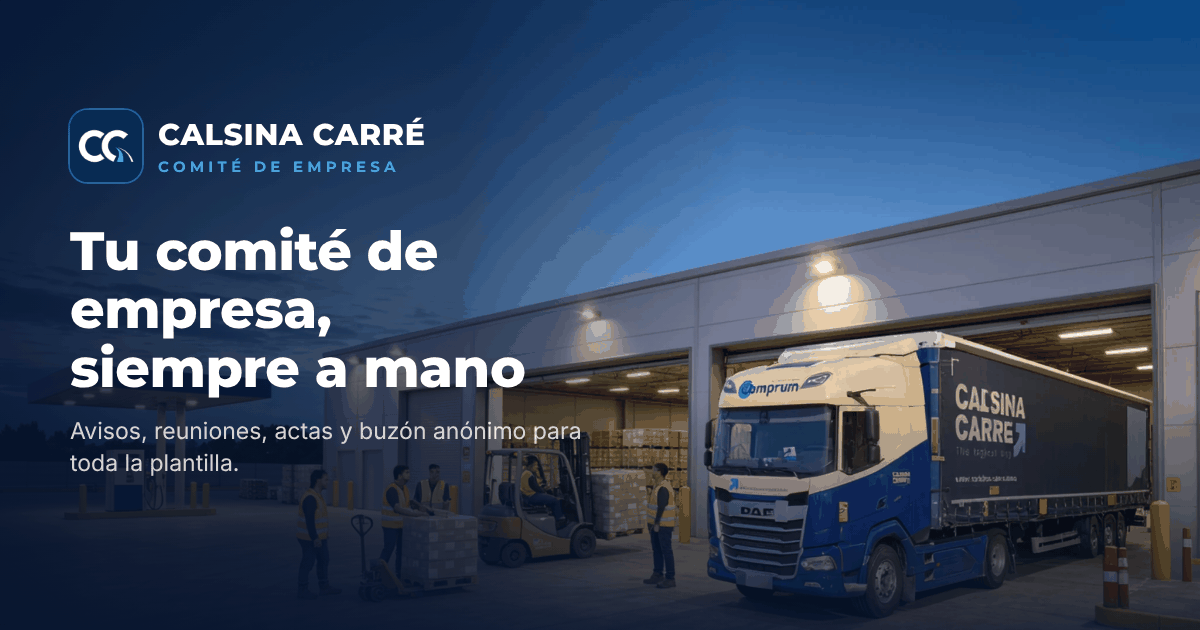 CALSINA CARRÉ
COMITÉ DE EMPRESA
Tu comité de
empresa,
siempre a mano
Avisos, reuniones, actas y buzón anónimo para
toda la plantilla.
Comprum
CALSINA
CARRE
DAF